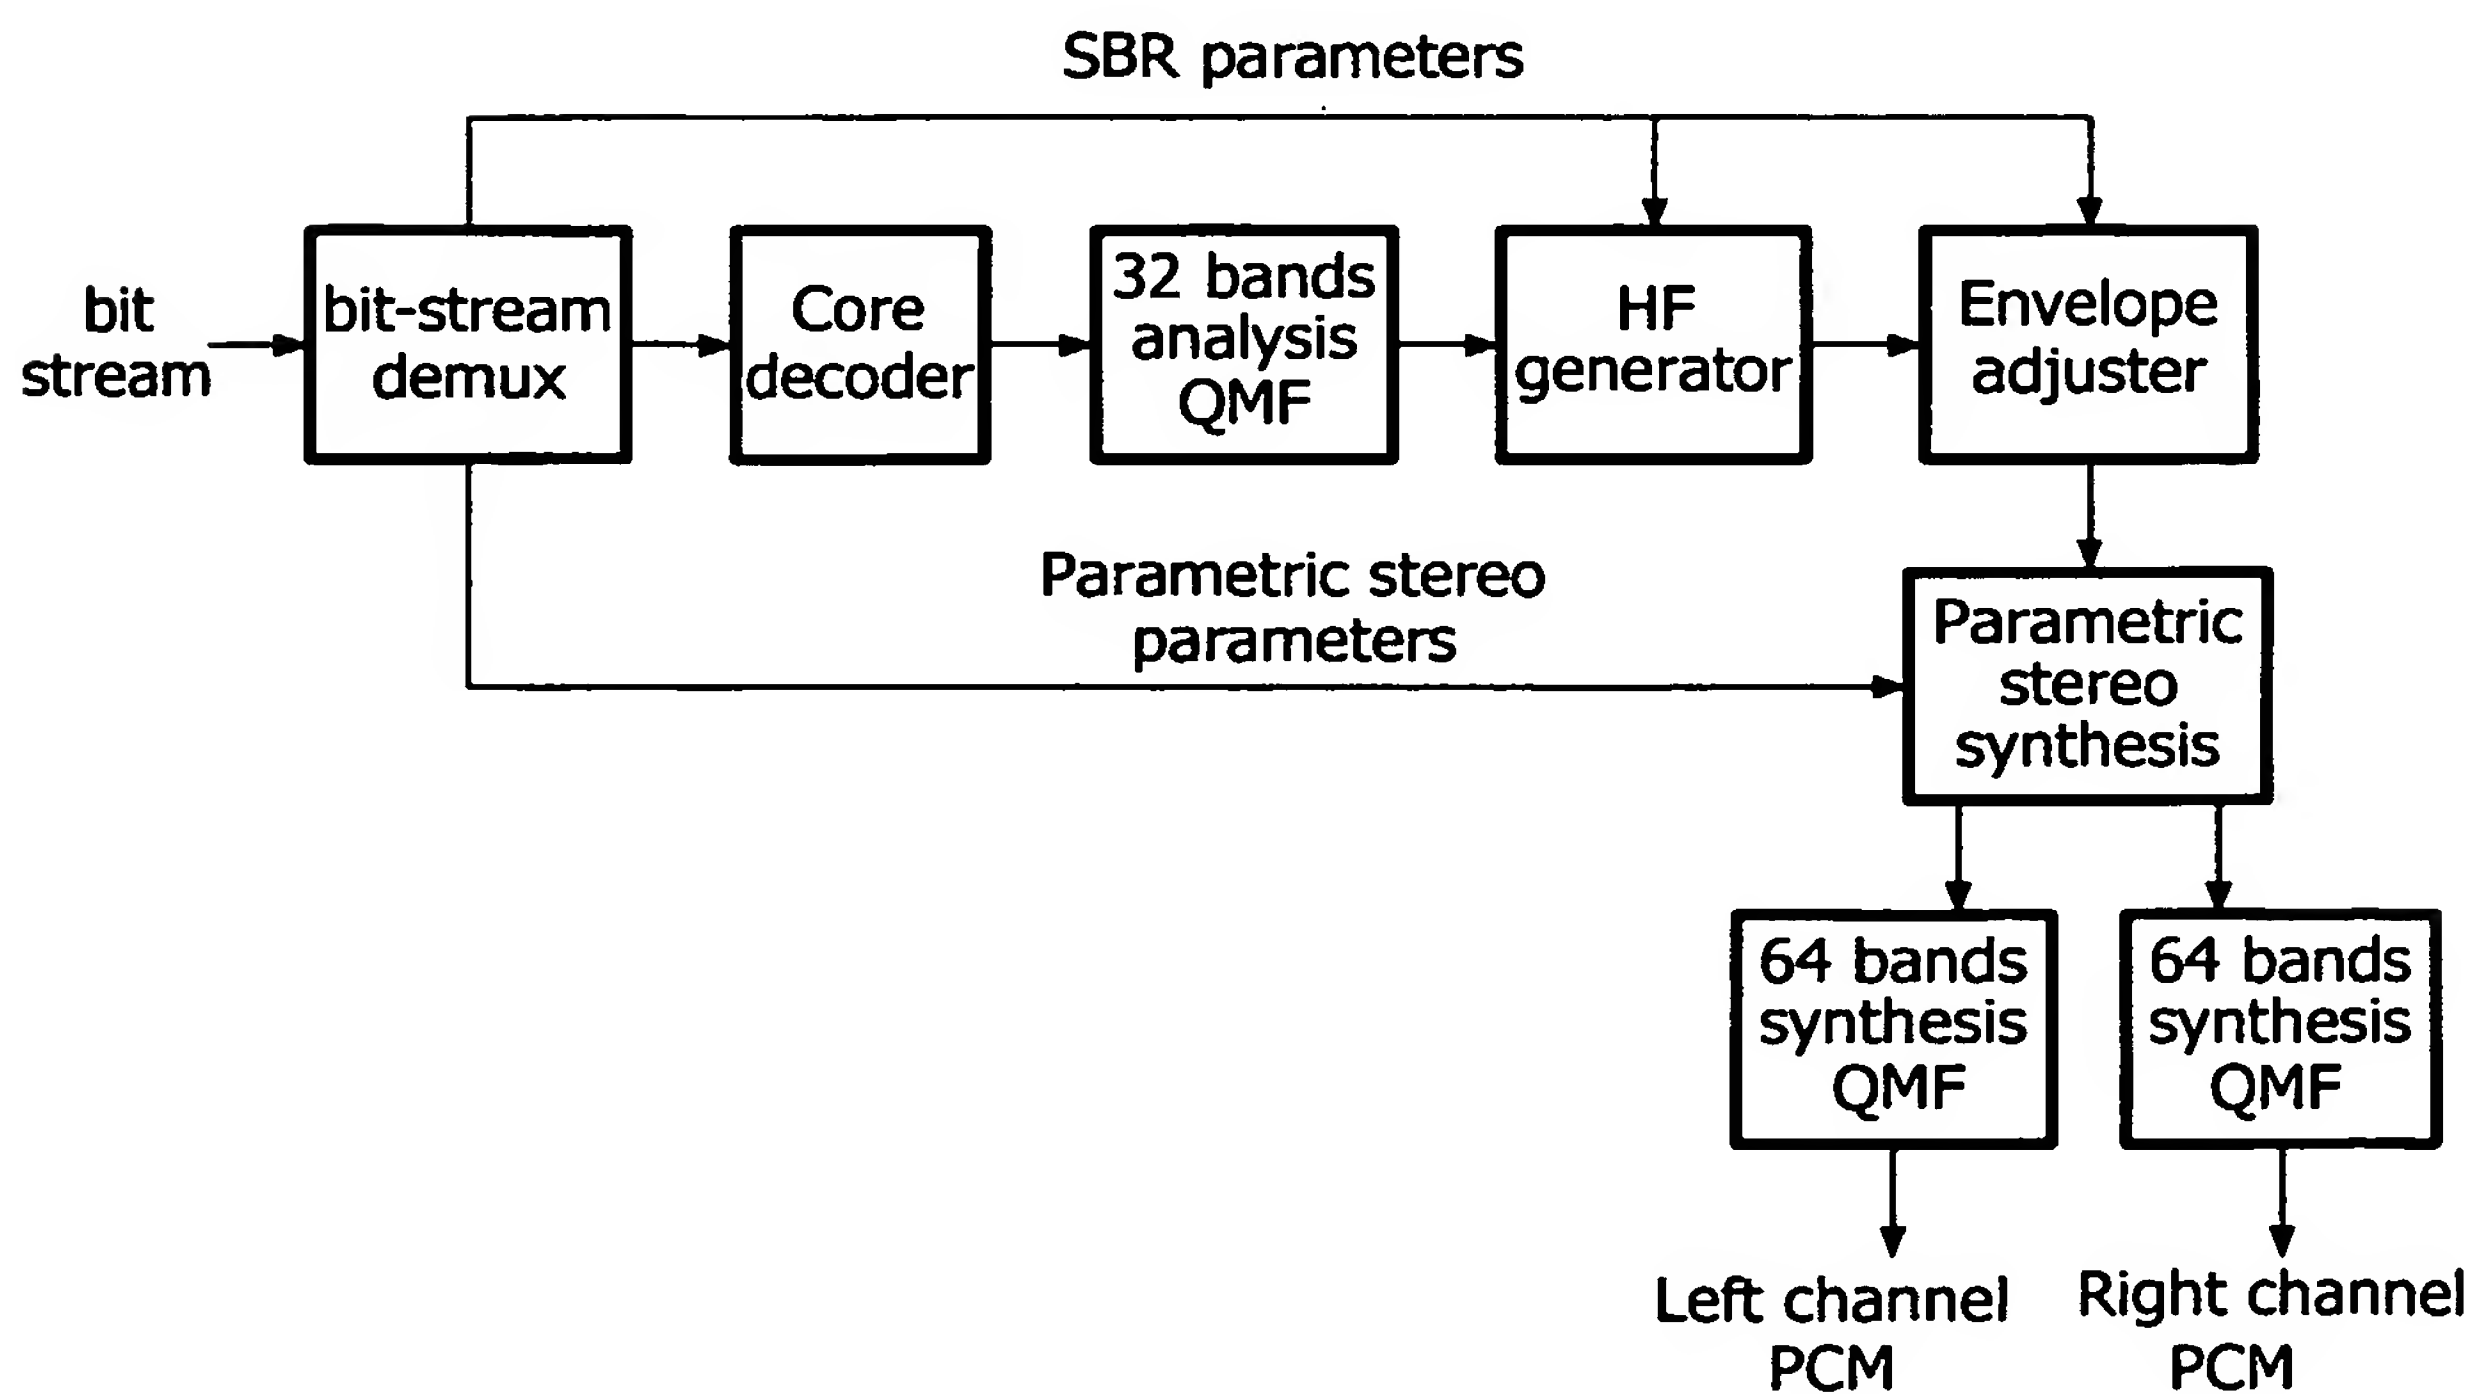 SBR parameters
bit
stream
bit-stream
demux
Core
decoder
32 bands
analysis
QMF
HF
generator
Envelope
adjuster
Parametric stereo
parameters
Parametric
stereo
synthesis
64 bands
synthesis
QMF
64 bands
synthesis
QMF
Left channel
PCM
Right channel
PCM